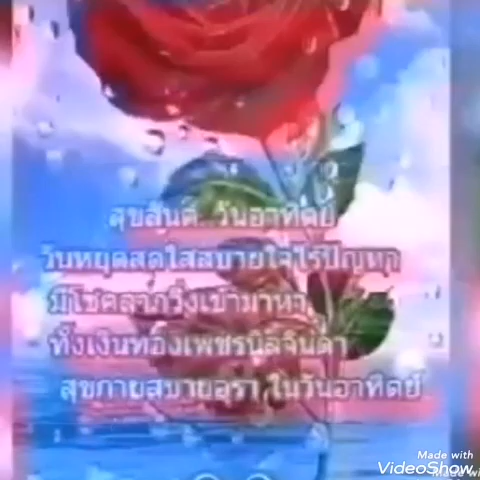 สุขสันต์ วันอาทิตย์
วันหยุดสดใสสบายใจไร้ปัญหา
มีโชคลาภวิ่งเข้ามาหา
ทั้งเงินทองเพชรนิลจินดา
สุขกายสบายอุรา ในวันอาทิตย์
Made with
VideoShow
Made wi